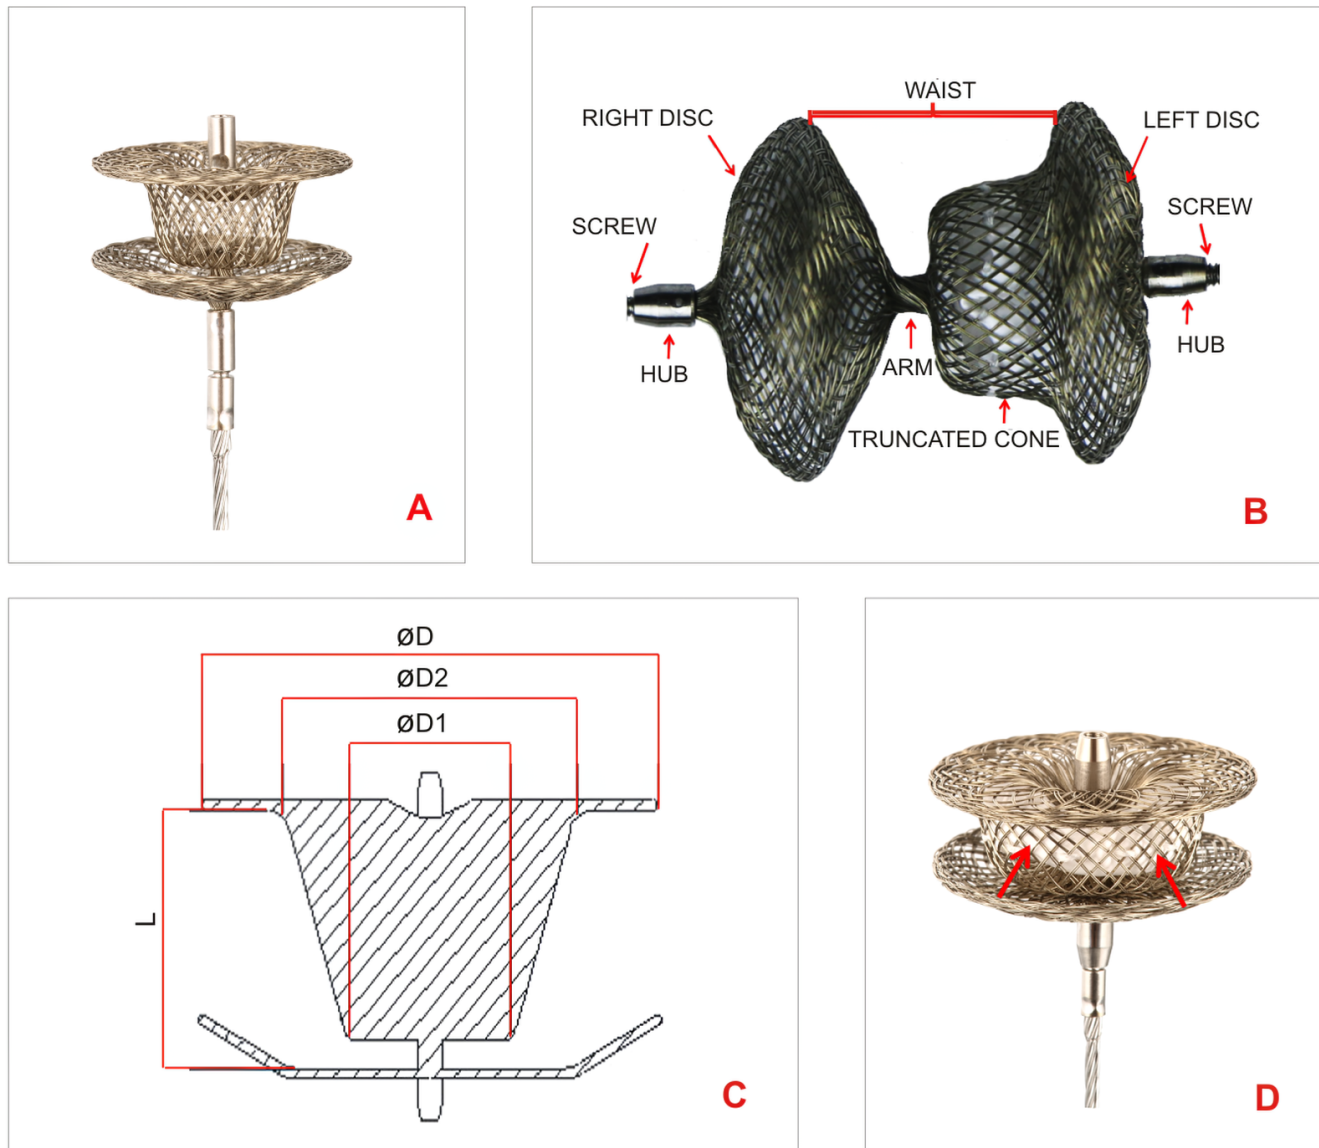 A
WAIST
RIGHT DISC
LEFT DISC
SCREW
SCREW
HUB
ARM
HUB
TRUNCATED CONE
B
øD
øD2
øD1
L
C
D